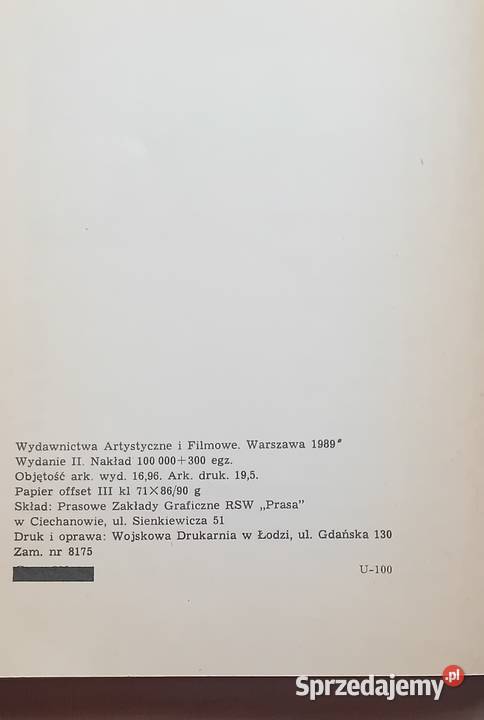 Wydawnictwa Artystyczne i Filmowe. Warszawa 1989
Wydanie II. Nakład 100 000+300 egz.
Objętość ark. wyd. 16,96. Ark. druk. 19,5.
Papier offset III kl 71×86/90 g
Skład: Prasowe Zakłady Graficzne RSW „Prasa”
w Ciechanowie, ul. Sienkiewicza 51
Druk i oprawa: Wojskowa Drukarnia w Łodzi, ul. Gdańska 130
Zam. nr 8175
U-100
Sprzedajemy.pl